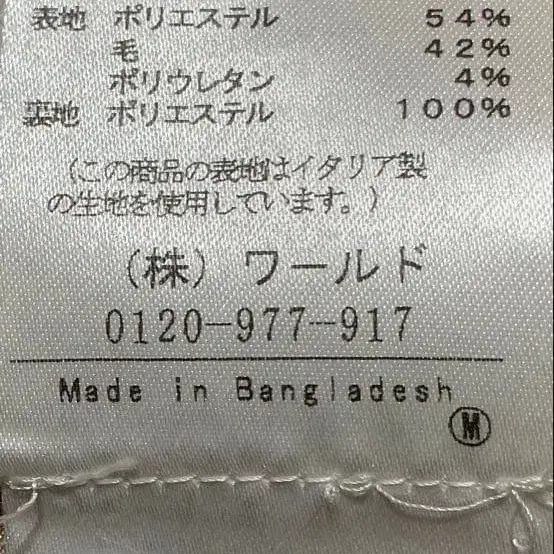 表地 ポリエステル 54%
毛 42%
ポリウレタン 4%
裏地 ポリエステル 100%
(この商品の表地はイタリア製
の生地を使用しています。)
(株) ワールド
0120-977-917
Made in Bangladesh
M